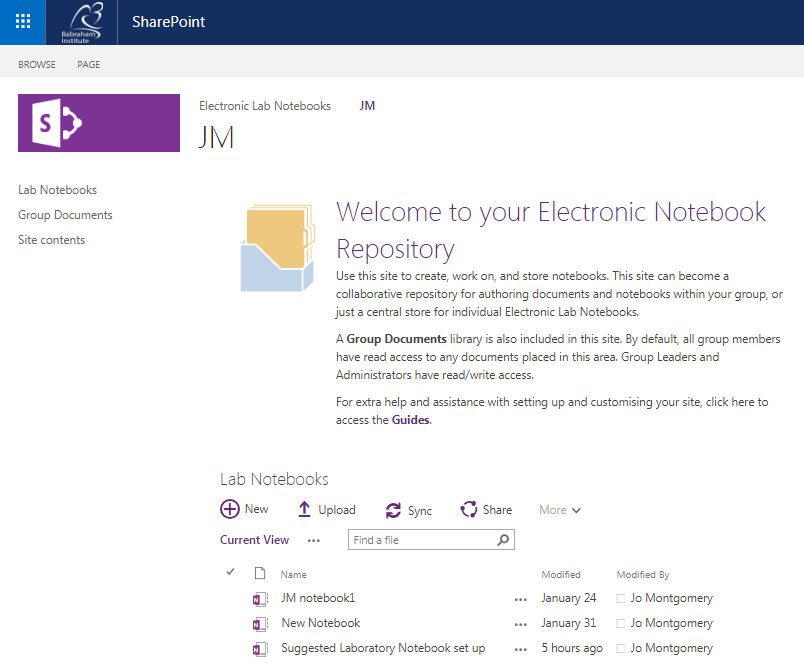 Babraham
Institute
SharePoint
BROWSE PAGE
S
Electronic Lab Notebooks JM
JM
Lab Notebooks
Group Documents
Site contents
Welcome to your Electronic Notebook
Repository
Use this site to create, work on, and store notebooks. This site can become a
collaborative repository for authoring documents and notebooks within your group, or
just a central store for individual Electronic Lab Notebooks.
A Group Documents library is also included in this site. By default, all group members
have read access to any documents placed in this area. Group Leaders and
Administrators have read/write access.
For extra help and assistance with setting up and customising your site, click here to
access the Guides.
Lab Notebooks
New Upload Sync Share More
Current View ••• Find a file
Name Modified Modified By
JM notebook1 ••• January 24 Jo Montgomery
New Notebook ••• January 31 Jo Montgomery
Suggested Laboratory Notebook set up ••• 5 hours ago Jo Montgomery